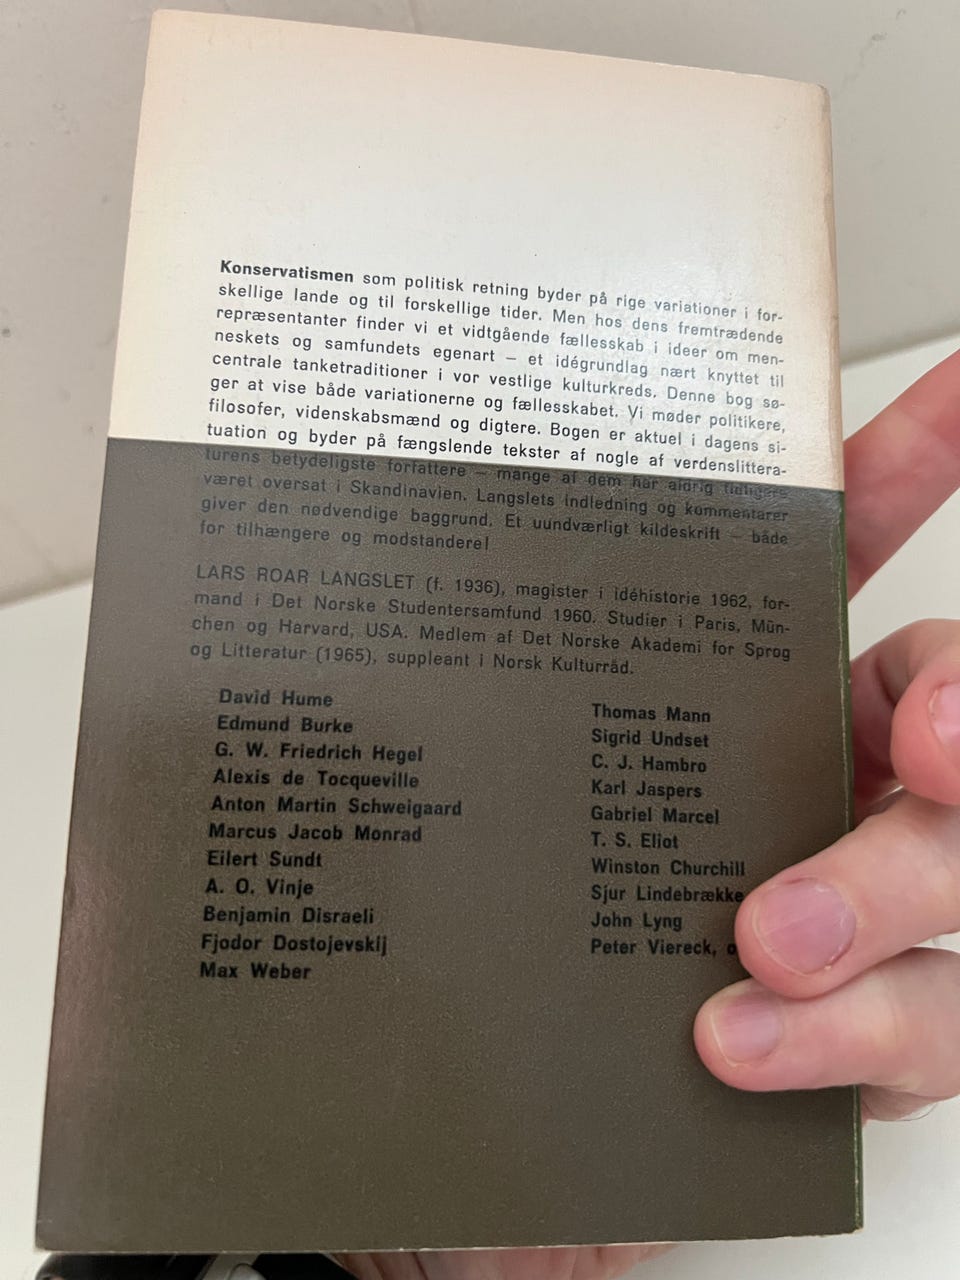 Konservatismen som politisk retning byder på rige variationer i for-
skellige lande og til forskellige tider. Men hos dens fremtrædende
repræsentanter finder vi et vidtgående fællesskab i ideer om men-
neskets og samfundets egenart – et idégrundlag nært knyttet til
centrale tanketraditioner i vor vestlige kulturkreds. Denne bog sø-
ger at vise både variationerne og fællesskabet. Vi møder politikere,
filosofer, videnskabsmænd og digtere. Bogen er aktuel i dagens si-
tuation og byder på fængslende tekster af nogle af verdenslittera-
turens betydeligste forfattere – mange af dem har aldrig tidligere
været oversat i Skandinavien. Langslets indledning og kommentarer
giver den nødvendige baggrund. Et uundværligt kildeskrift – både
for tilhængere og modstandere!
LARS ROAR LANGSLET (f. 1936), magister i idéhistorie 1962, for-
mand i Det Norske Studentersamfund 1960. Studier i Paris, Mün-
chen og Harvard, USA. Medlem af Det Norske Akademi for Sprog
og Litteratur (1965), suppleant i Norsk Kulturråd.
David Hume
Edmund Burke
G. W. Friedrich Hegel
Alexis de Tocqueville
Anton Martin Schweigaard
Marcus Jacob Monrad
Eilert Sundt
A. O. Vinje
Benjamin Disraeli
Fjodor Dostojevskij
Max Weber
Thomas Mann
Sigrid Undset
C. J. Hambro
Karl Jaspers
Gabriel Marcel
T. S. Eliot
Winston Churchill
Sjur Lindebrække
John Lyng
Peter Viereck,